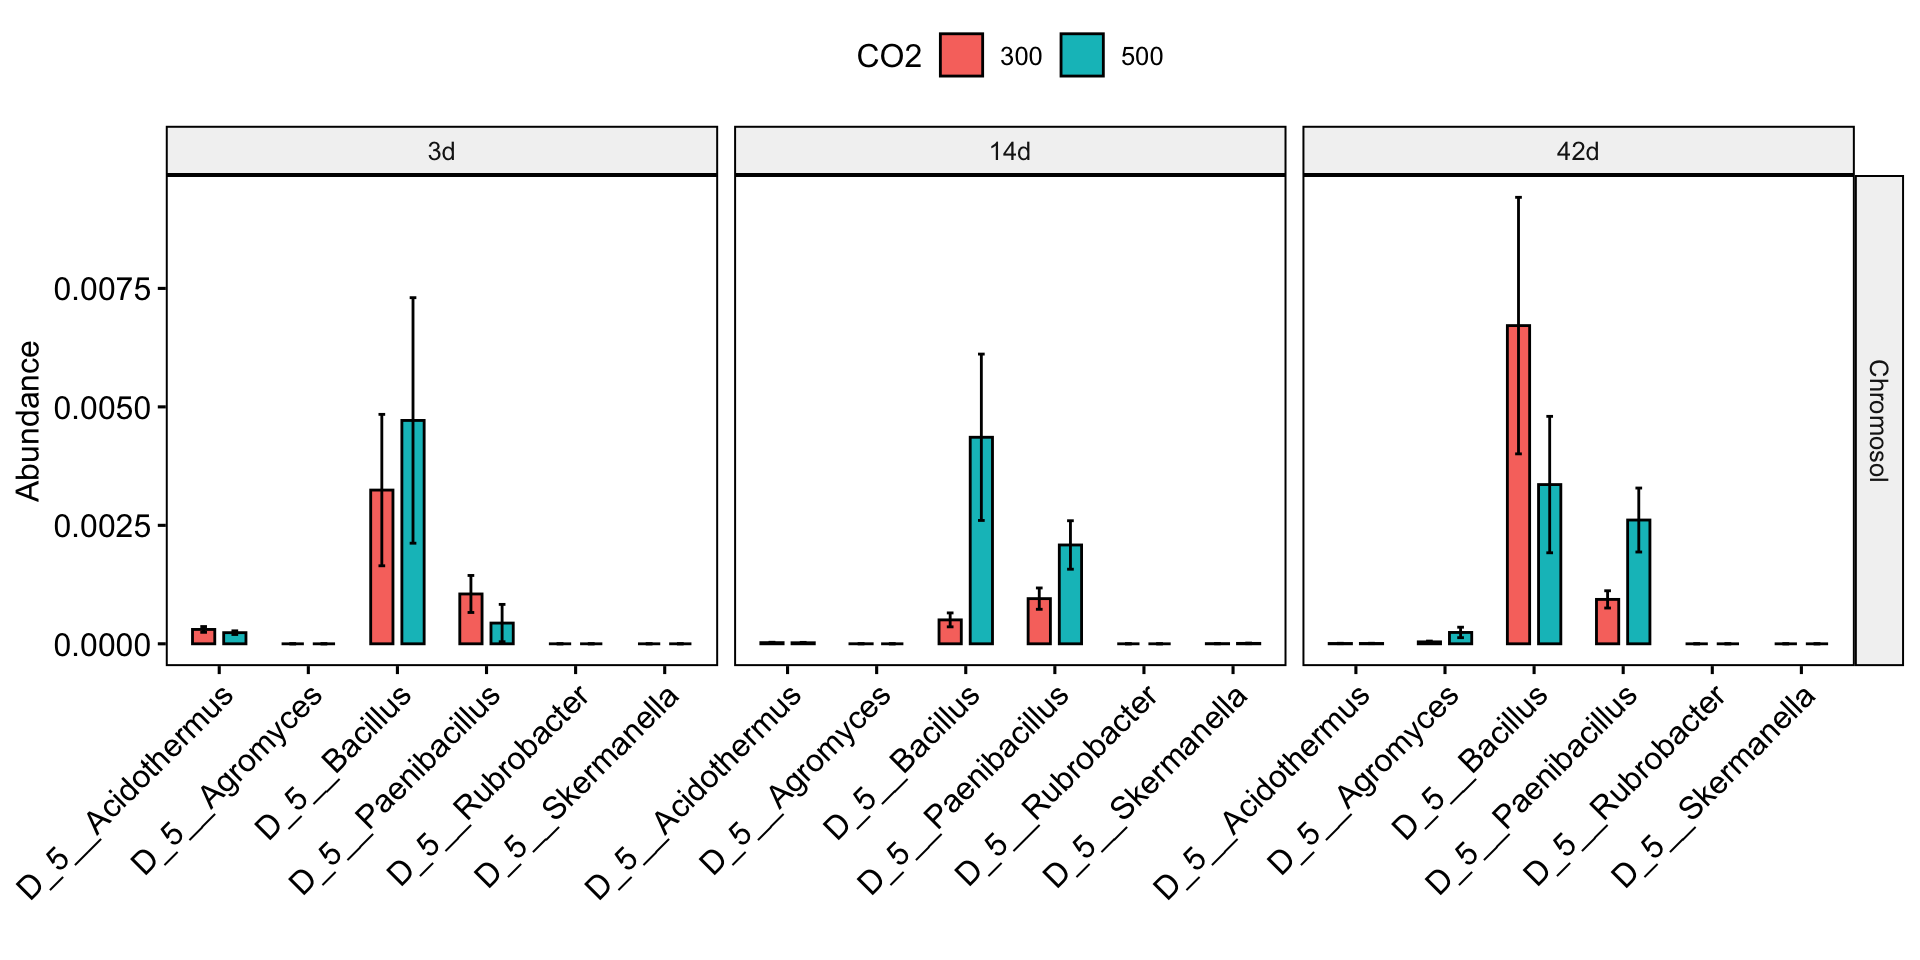 CO2 300 500
3d 14d 42d
Abundance
0.0075
0.0050
0.0025
0.0000
Chromosol
D_5__Acidothermus
D_5__Agromyces
D_5__Bacillus
D_5__Paenibacillus
D_5__Rubrobacter
D_5__Skermanella
D_5__Acidothermus
D_5__Agromyces
D_5__Bacillus
D_5__Paenibacillus
D_5__Rubrobacter
D_5__Skermanella
D_5__Acidothermus
D_5__Agromyces
D_5__Bacillus
D_5__Paenibacillus
D_5__Rubrobacter
D_5__Skermanella